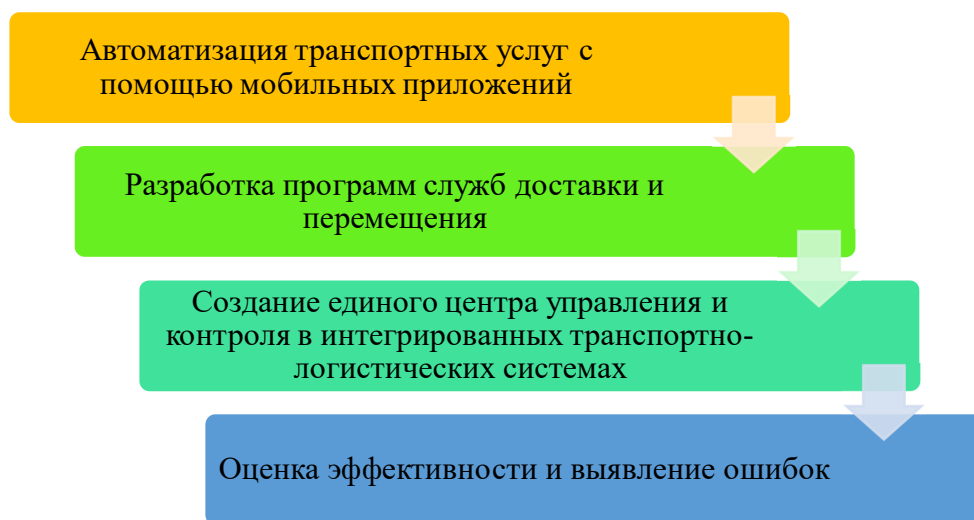 Автоматизация транспортных услуг с
помощью мобильных приложений
Разработка программ служб доставки и
перемещения
Создание единого центра управления и
контроля в интегрированных транспортно-
логистических системах
Оценка эффективности и выявление ошибок